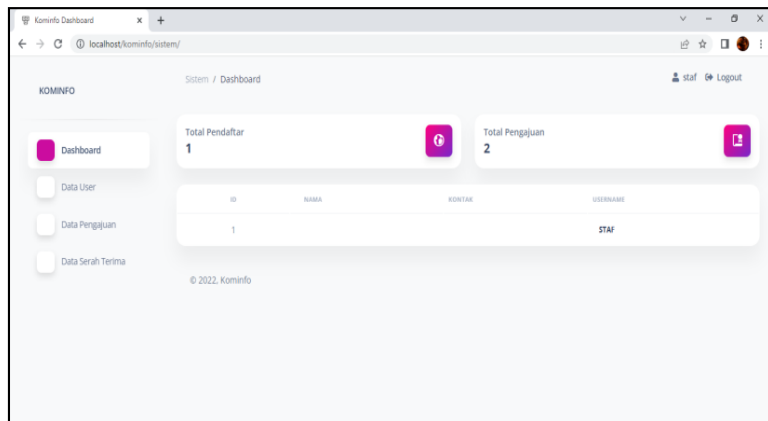 Kominfo Dashboard
localhost/kominfo/sistem/
KOMINFO
Sistem / Dashboard
staf Logout
Dashboard
Data User
Data Pengajuan
Data Serah Terima
Total Pendaftar
1
Total Pengajuan
2
ID NAMA KONTAK USERNAME
1 STAF
© 2022, Kominfo